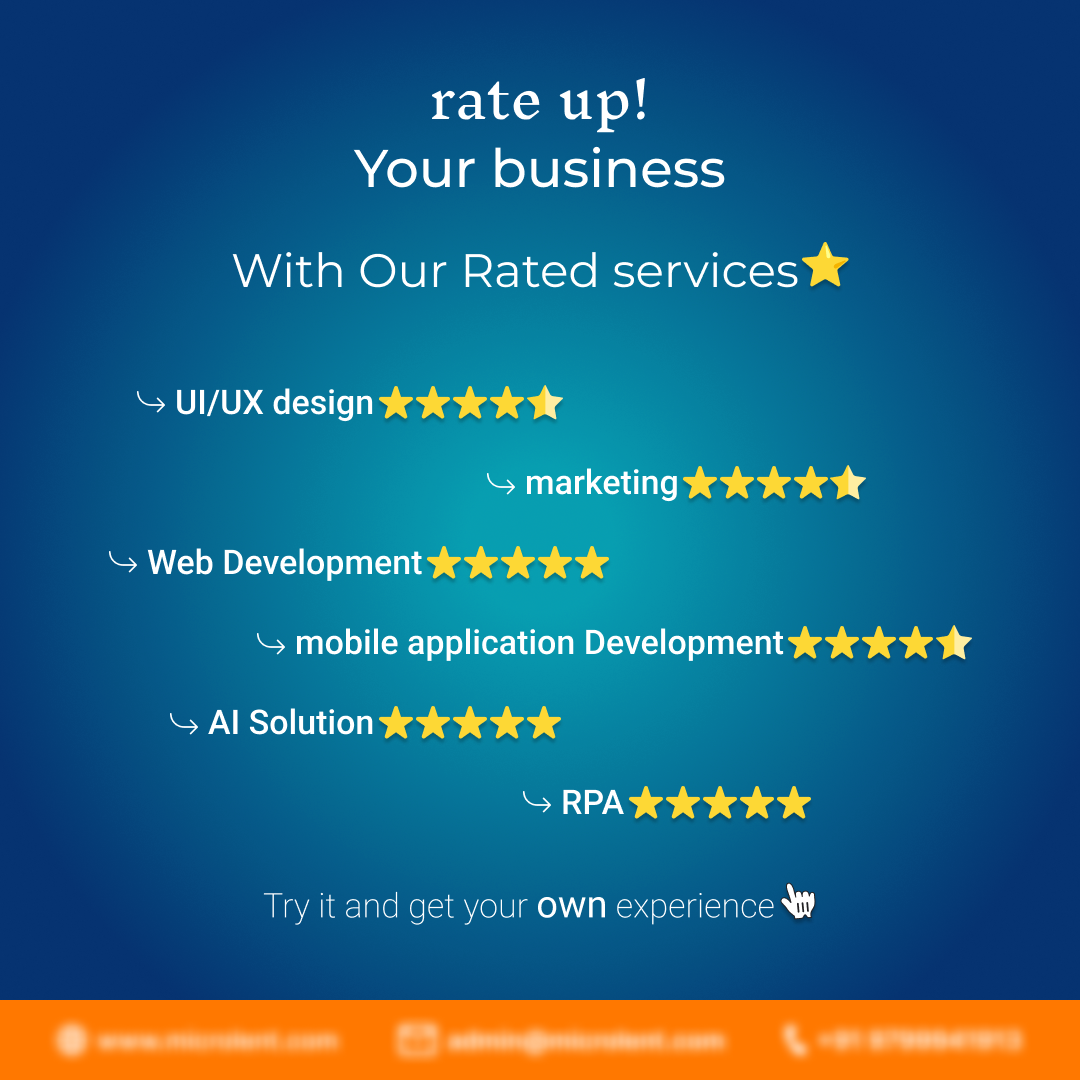 rate up!
Your business
With Our Rated services
UI/UX design
marketing
Web Development
mobile application Development
AI Solution
RPA
Try it and get your own experience